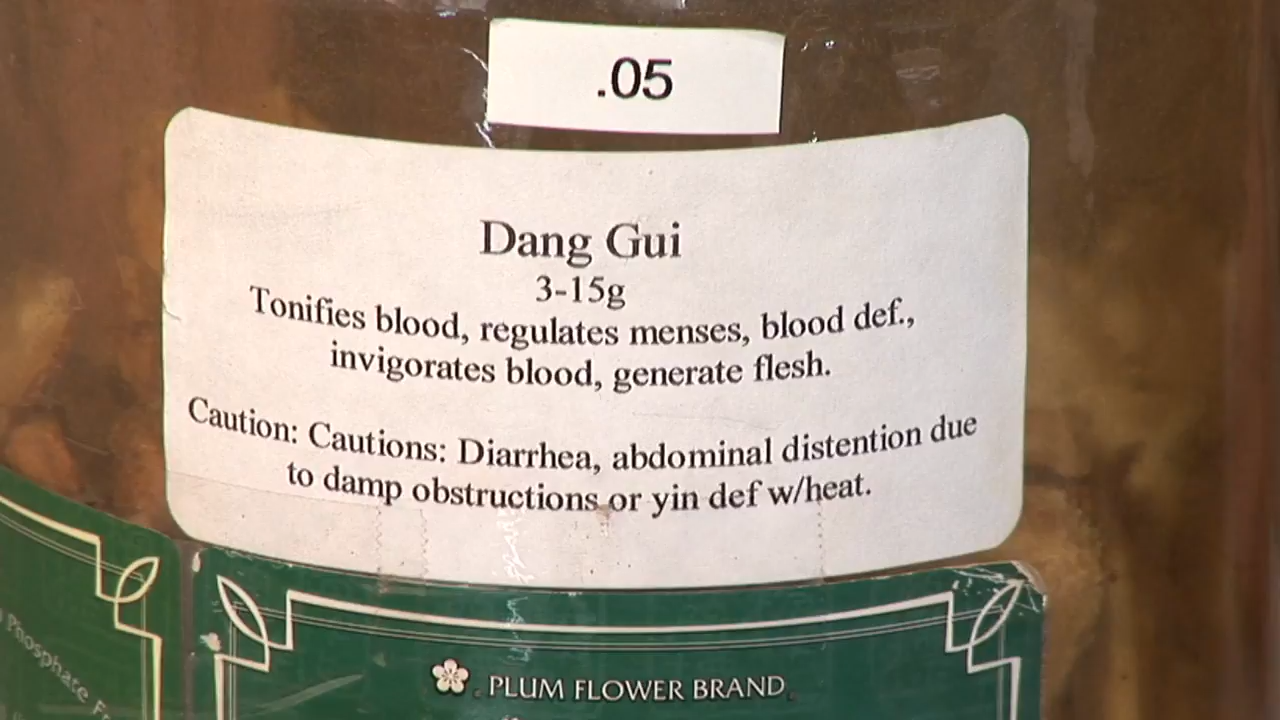 .05
Dang Gui
3-15g
Tonifies blood, regulates menses, blood def.,
invigorates blood, generate flesh.
Caution: Cautions: Diarrhea, abdominal distention due
to damp obstructions or yin def w/heat.
Phosphate
PLUM FLOWER BRAND